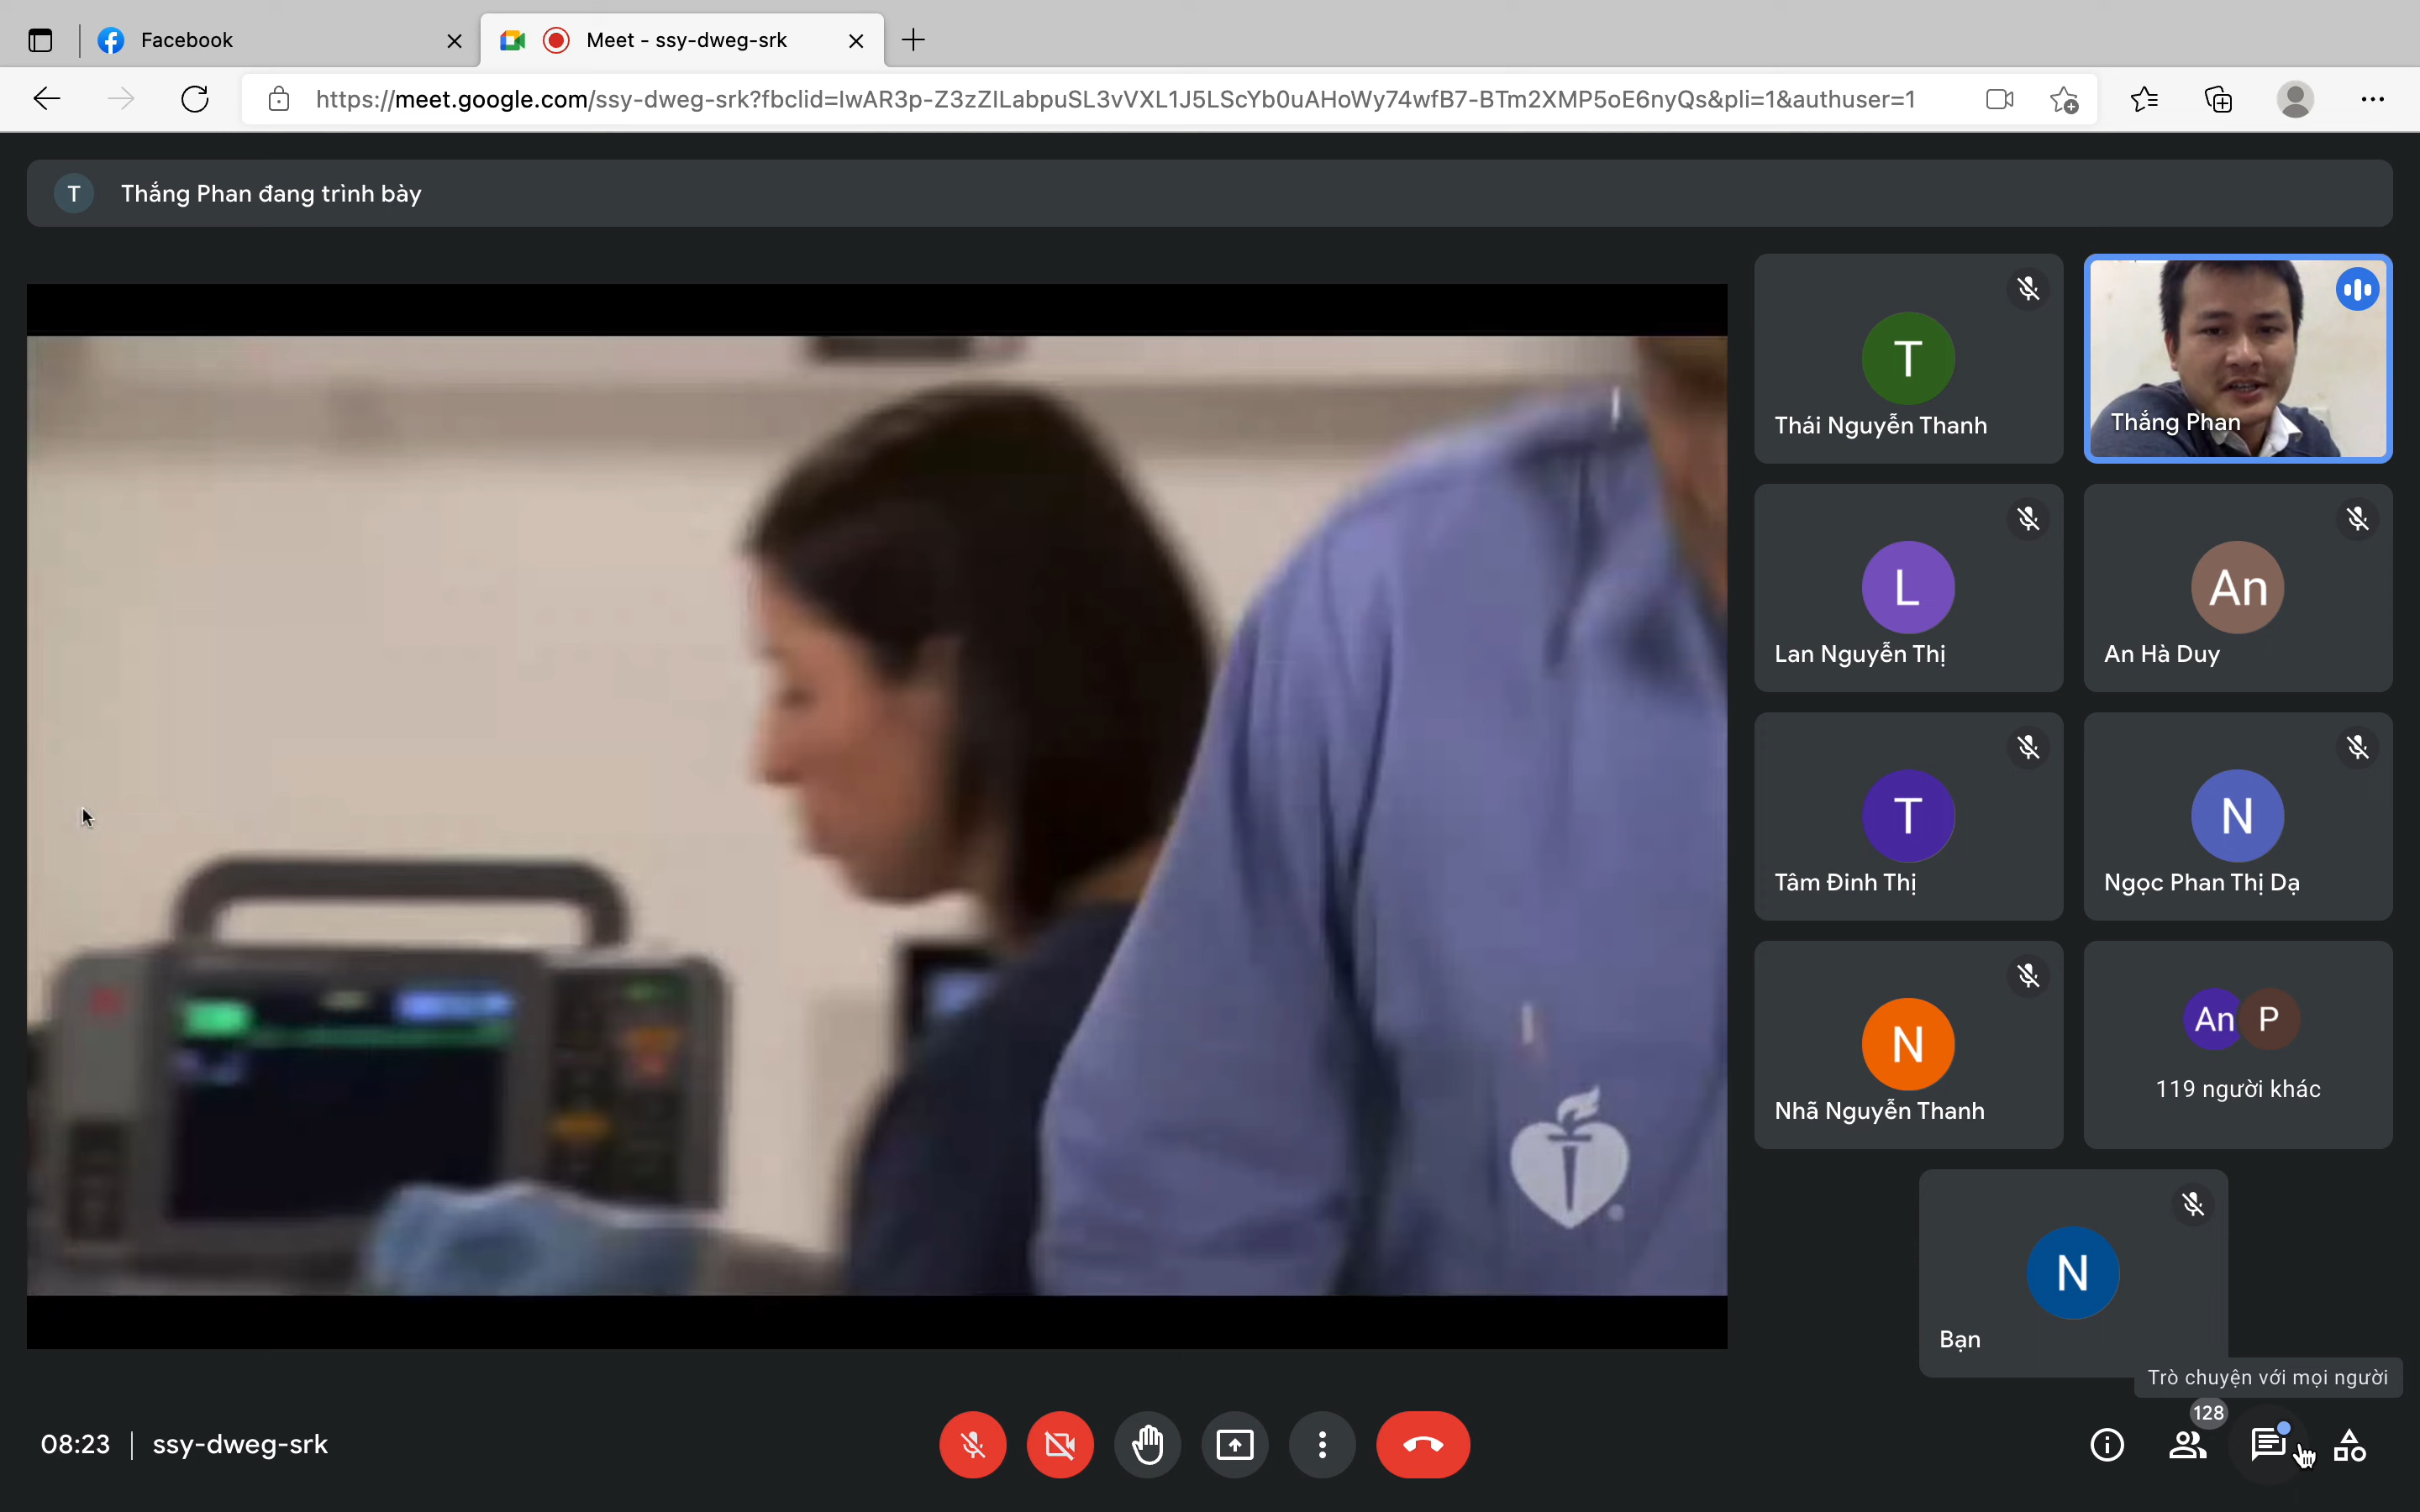 Facebook
Meet - ssy-dweg-srk
https://meet.google.com/ssy-dweg-srk?fbclid=IwAR3p-Z3zZILabpuSL3vVXL1J5LScYb0uAHoWy74wfB7-BTm2XMP5oE6nyQs&pli=1&authuser=1
T
Thắng Phan đang trình bày
T
Thái Nguyễn Thanh
Thắng Phan
L
Lan Nguyễn Thị
An
An Hà Duy
T
Tâm Đinh Thị
N
Ngọc Phan Thị Dạ
N
Nhã Nguyễn Thanh
An P
119 người khác
N
Bạn
Trò chuyện với mọi người
128
08:23 | ssy-dweg-srk